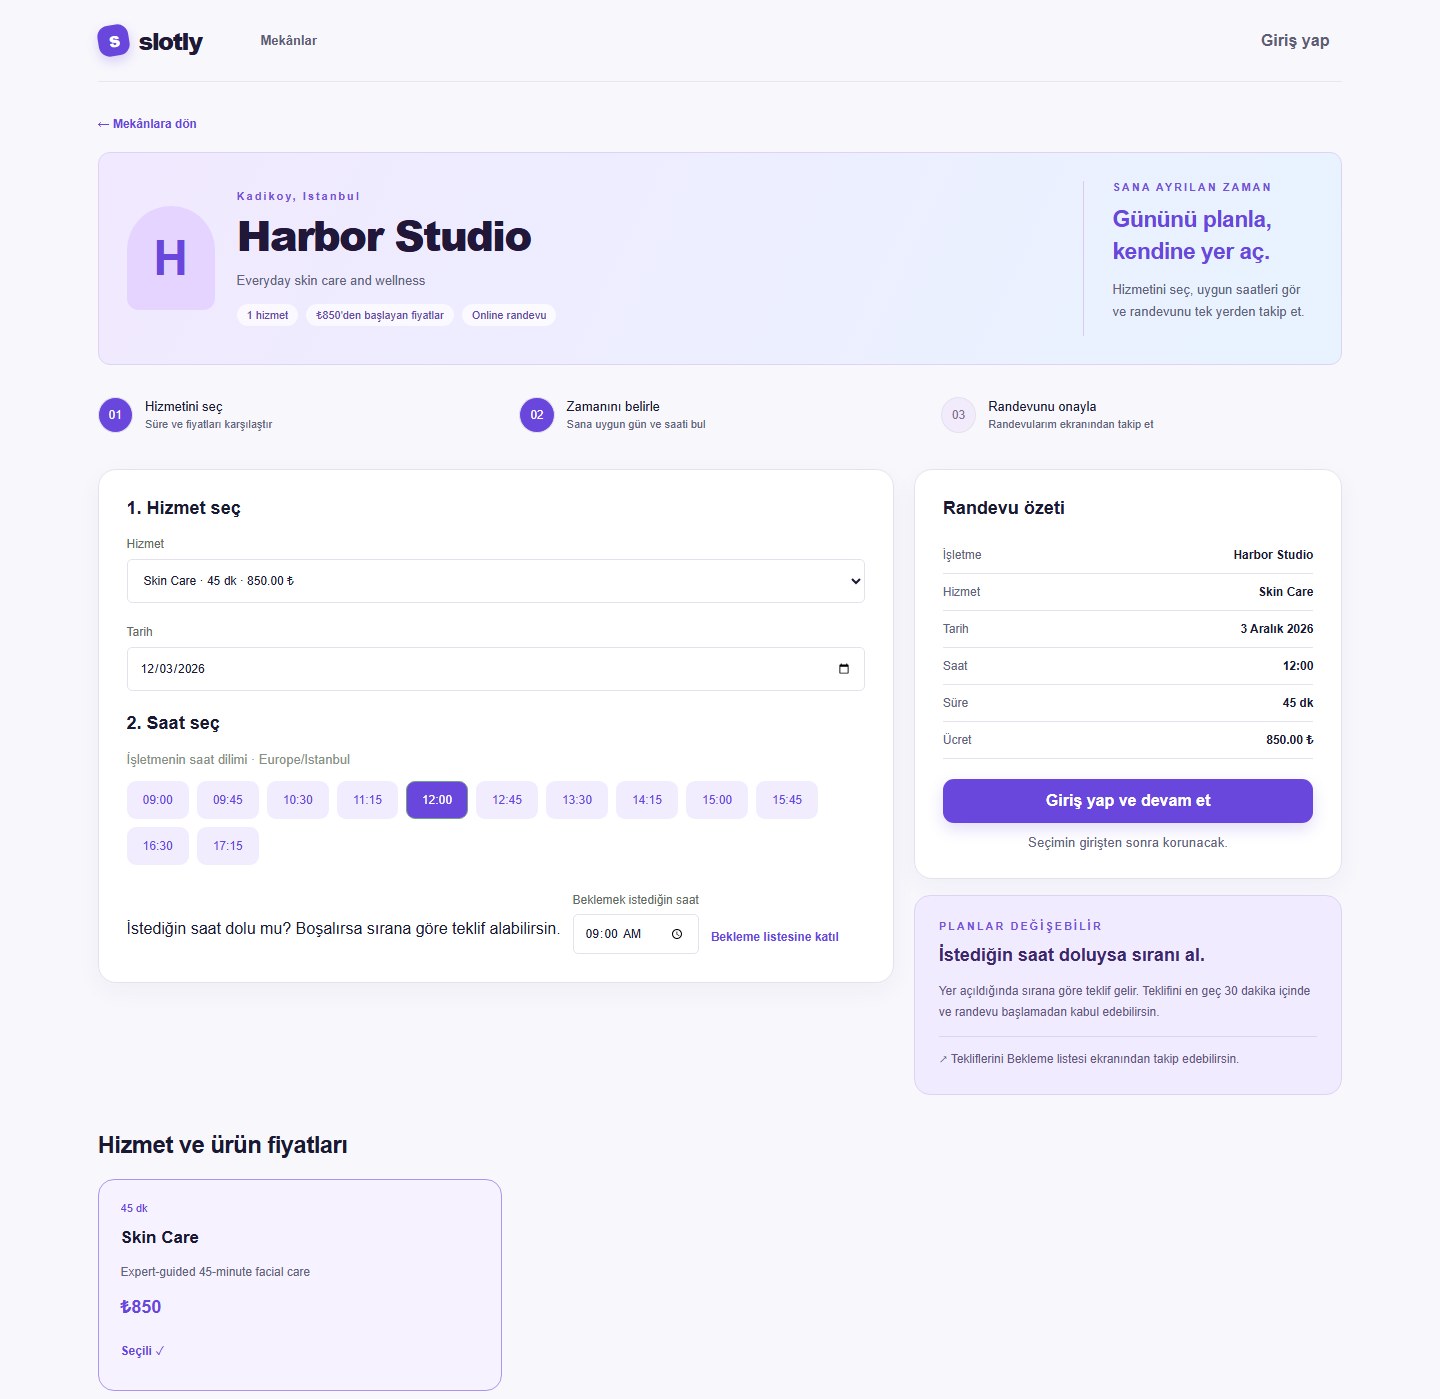 s slotly
Mekânlar
Giriş yap
← Mekânlara dön
H
Kadikoy, Istanbul
Harbor Studio
Everyday skin care and wellness
1 hizmet
₺850'den başlayan fiyatlar
Online randevu
SANA AYRILAN ZAMAN
Gününü planla,
kendine yer aç.
Hizmetini seç, uygun saatleri gör
ve randevunu tek yerden takip et.
01
Hizmetini seç
Süre ve fiyatları karşılaştır
02
Zamanını belirle
Sana uygun gün ve saati bul
03
Randevunu onayla
Randevularım ekranından takip et
1. Hizmet seç
Hizmet
Skin Care · 45 dk · 850.00 ₺
Tarih
12/03/2026
2. Saat seç
İşletmenin saat dilimi · Europe/Istanbul
09:00 09:45 10:30 11:15 12:00 12:45 13:30 14:15 15:00 15:45
16:30 17:15
İstediğin saat dolu mu? Boşalırsa sırana göre teklif alabilirsin.
Beklemek istediğin saat
09:00 AM
Bekleme listesine katıl
Randevu özeti
İşletme Harbor Studio
Hizmet Skin Care
Tarih 3 Aralık 2026
Saat 12:00
Süre 45 dk
Ücret 850.00 ₺
Giriş yap ve devam et
Seçimin girişten sonra korunacak.
PLANLAR DEĞİŞEBİLİR
İstediğin saat doluysa sıranı al.
Yer açıldığında sırana göre teklif gelir. Teklifini en geç 30 dakika içinde
ve randevu başlamadan kabul edebilirsin.
↗ Tekliflerini Bekleme listesi ekranından takip edebilirsin.
Hizmet ve ürün fiyatları
45 dk
Skin Care
Expert-guided 45-minute facial care
₺850
Seçili ✓